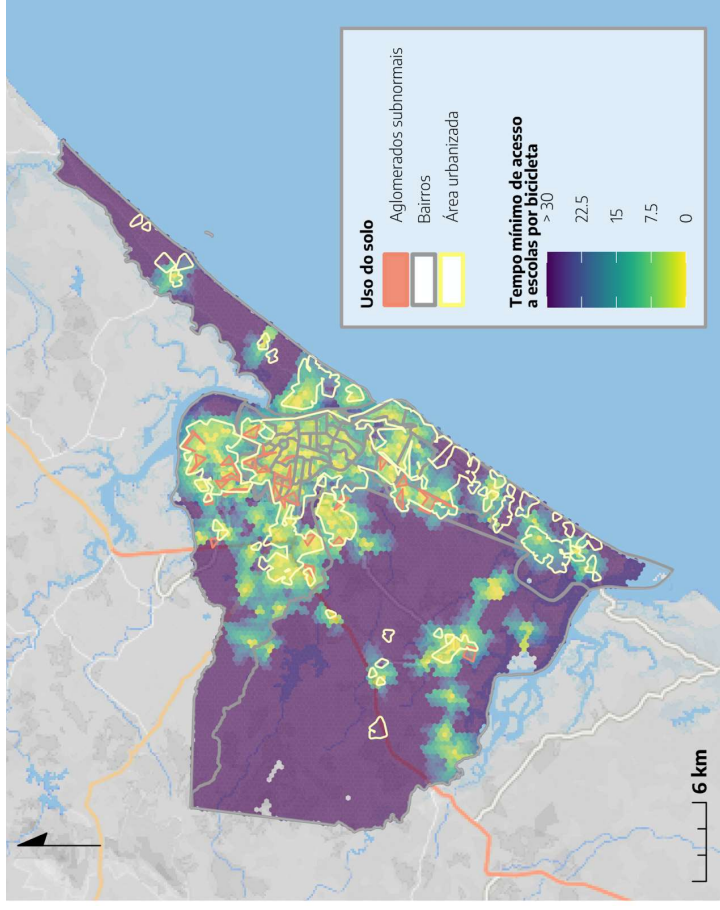 Uso do solo
Aglomerados subnormais
Bairros
Área urbanizada
Tempo mínimo de acesso
a escolas por bicicleta
> 30
22.5
15
7.5
0
6 km